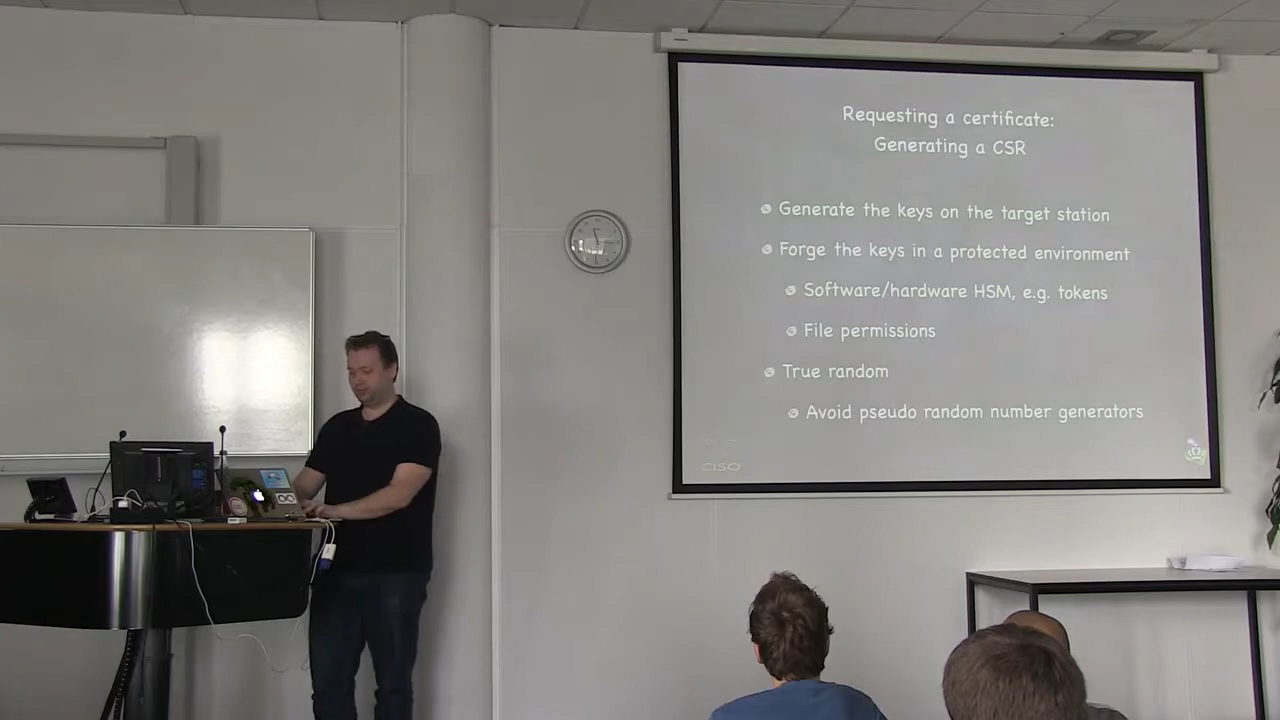 Requesting a certificate:
Generating a CSR
Generate the keys on the target station
Forge the keys in a protected environment
Software/hardware HSM, e.g. tokens
File permissions
True random
Avoid pseudo random number generators
CISO